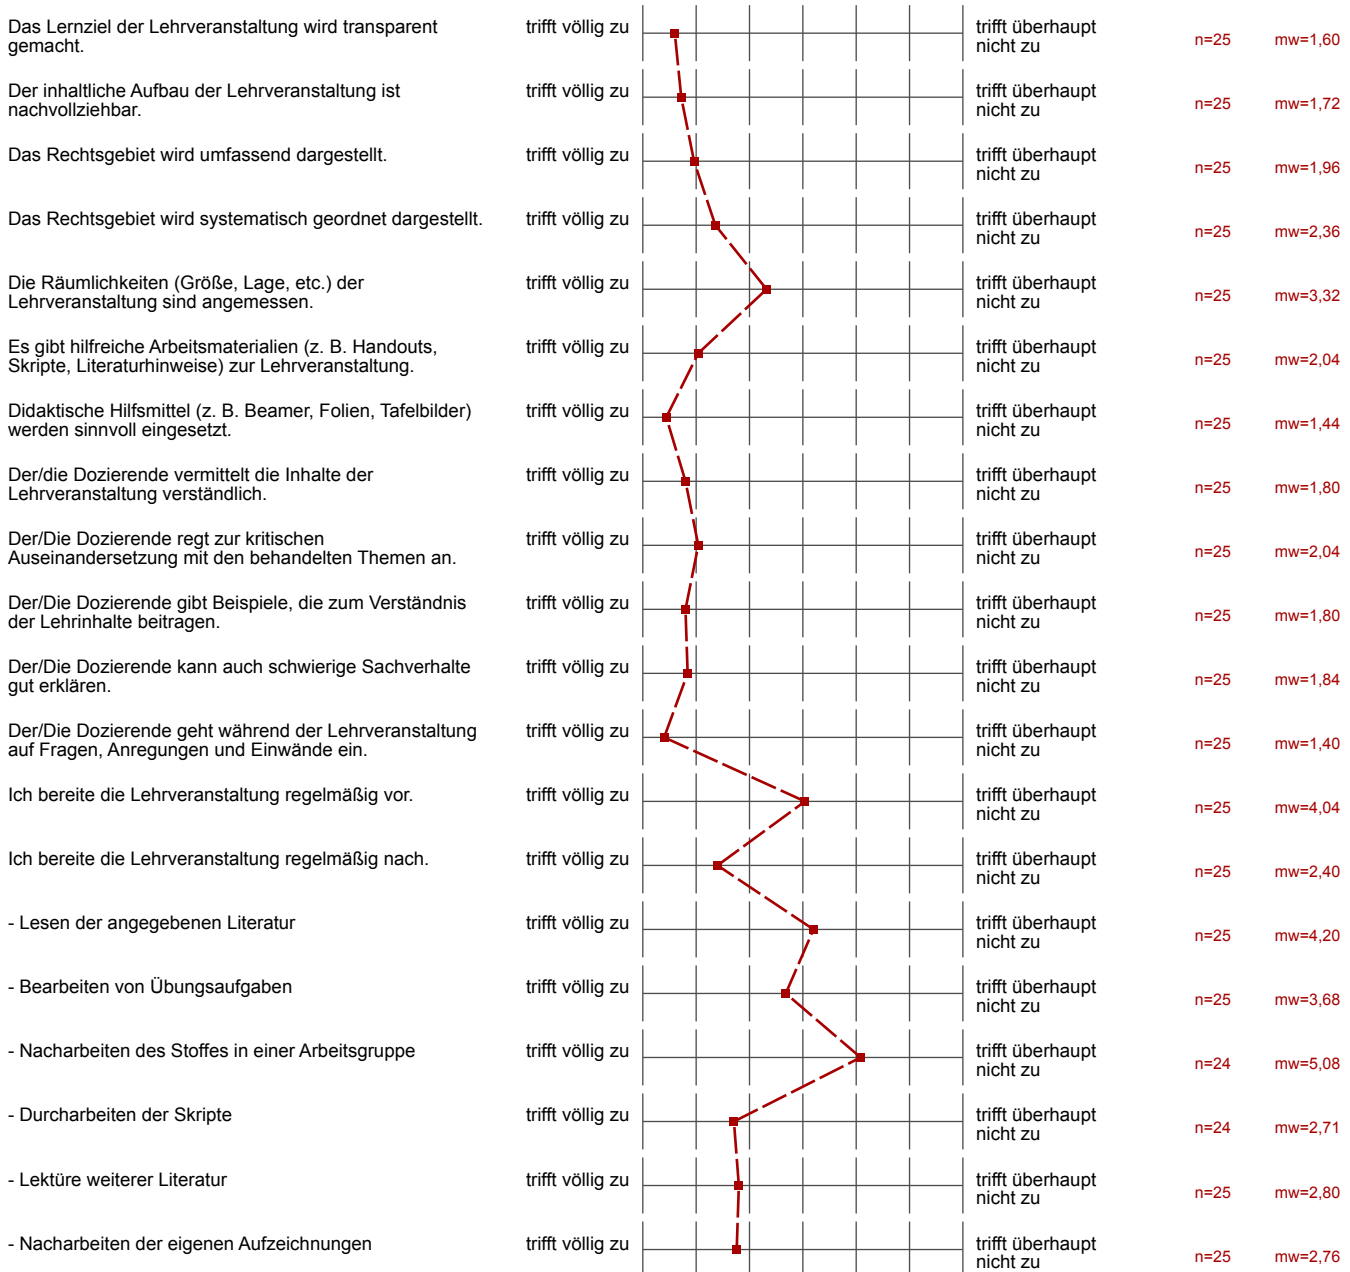 Das Lernziel der Lehrveranstaltung wird transparent gemacht. trifft völlig zu trifft überhaupt nicht zu n=25 mw=1,60
Der inhaltliche Aufbau der Lehrveranstaltung ist nachvollziehbar. trifft völlig zu trifft überhaupt nicht zu n=25 mw=1,72
Das Rechtsgebiet wird umfassend dargestellt. trifft völlig zu trifft überhaupt nicht zu n=25 mw=1,96
Das Rechtsgebiet wird systematisch geordnet dargestellt. trifft völlig zu trifft überhaupt nicht zu n=25 mw=2,36
Die Räumlichkeiten (Größe, Lage, etc.) der Lehrveranstaltung sind angemessen. trifft völlig zu trifft überhaupt nicht zu n=25 mw=3,32
Es gibt hilfreiche Arbeitsmaterialien (z. B. Handouts, Skripte, Literaturhinweise) zur Lehrveranstaltung. trifft völlig zu trifft überhaupt nicht zu n=25 mw=2,04
Didaktische Hilfsmittel (z. B. Beamer, Folien, Tafelbilder) werden sinnvoll eingesetzt. trifft völlig zu trifft überhaupt nicht zu n=25 mw=1,44
Der/die Dozierende vermittelt die Inhalte der Lehrveranstaltung verständlich. trifft völlig zu trifft überhaupt nicht zu n=25 mw=1,80
Der/Die Dozierende regt zur kritischen Auseinandersetzung mit den behandelten Themen an. trifft völlig zu trifft überhaupt nicht zu n=25 mw=2,04
Der/Die Dozierende gibt Beispiele, die zum Verständnis der Lehrinhalte beitragen. trifft völlig zu trifft überhaupt nicht zu n=25 mw=1,80
Der/Die Dozierende kann auch schwierige Sachverhalte gut erklären. trifft völlig zu trifft überhaupt nicht zu n=25 mw=1,84
Der/Die Dozierende geht während der Lehrveranstaltung auf Fragen, Anregungen und Einwände ein. trifft völlig zu trifft überhaupt nicht zu n=25 mw=1,40
Ich bereite die Lehrveranstaltung regelmäßig vor. trifft völlig zu trifft überhaupt nicht zu n=25 mw=4,04
Ich bereite die Lehrveranstaltung regelmäßig nach. trifft völlig zu trifft überhaupt nicht zu n=25 mw=2,40
- Lesen der angegebenen Literatur trifft völlig zu trifft überhaupt nicht zu n=25 mw=4,20
- Bearbeiten von Übungsaufgaben trifft völlig zu trifft überhaupt nicht zu n=25 mw=3,68
- Nacharbeiten des Stoffes in einer Arbeitsgruppe trifft völlig zu trifft überhaupt nicht zu n=24 mw=5,08
- Durcharbeiten der Skripte trifft völlig zu trifft überhaupt nicht zu n=24 mw=2,71
- Lektüre weiterer Literatur trifft völlig zu trifft überhaupt nicht zu n=25 mw=2,80
- Nacharbeiten der eigenen Aufzeichnungen trifft völlig zu trifft überhaupt nicht zu n=25 mw=2,76